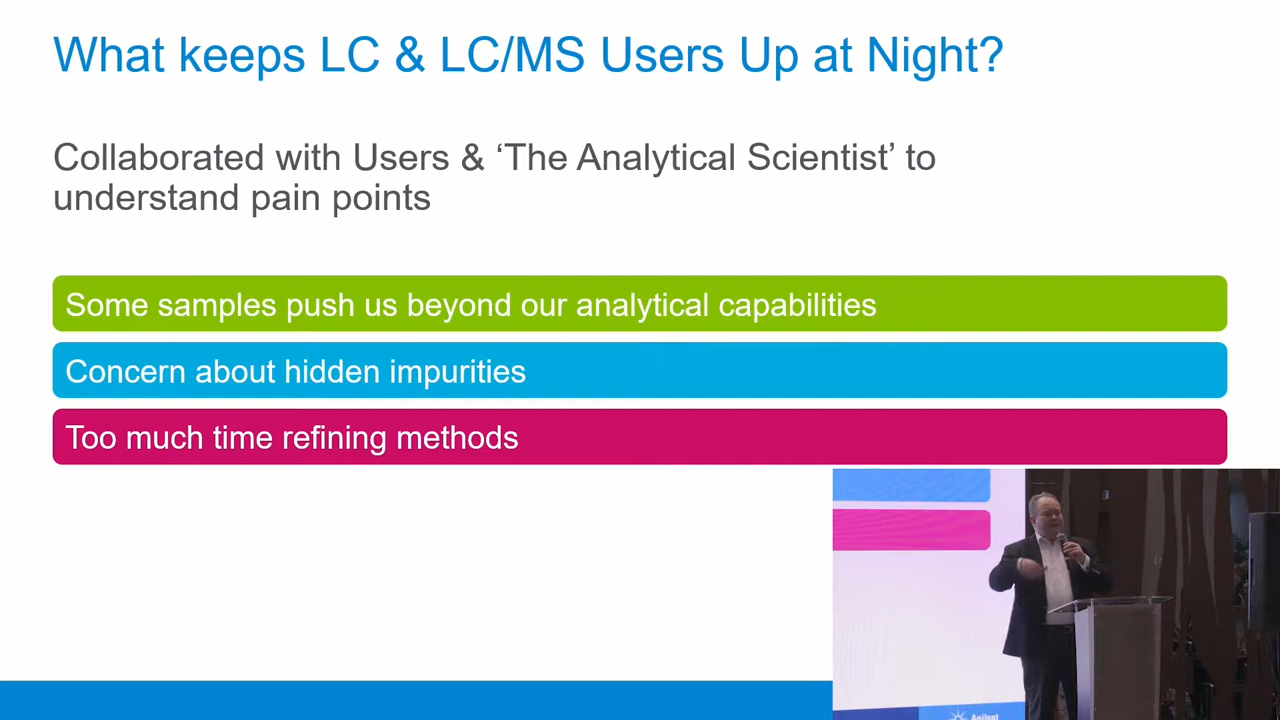 What keeps LC & LC/MS Users Up at Night?
Collaborated with Users & ‘The Analytical Scientist’ to
understand pain points
Some samples push us beyond our analytical capabilities
Concern about hidden impurities
Too much time refining methods
Agilent